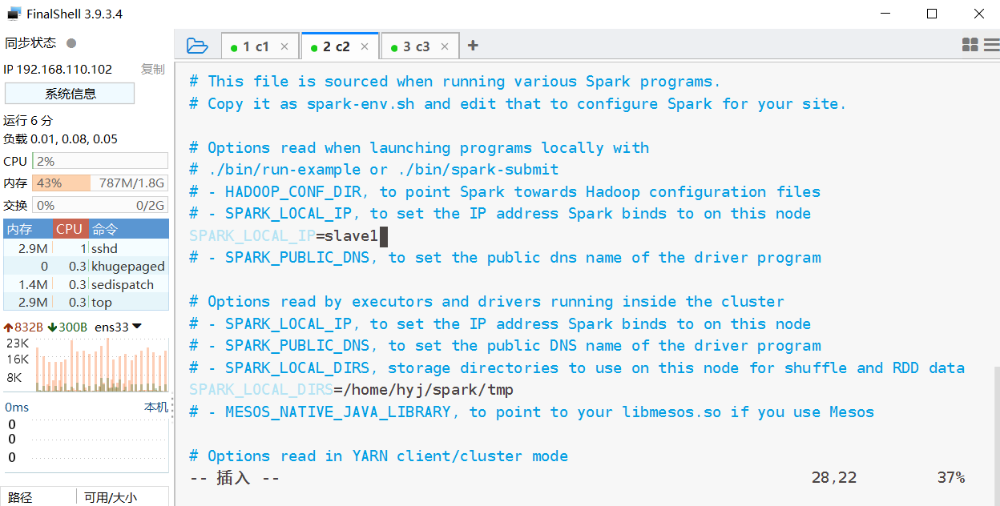 FinalShell 3.9.3.4
同步状态
IP 192.168.110.102 复制
系统信息
运行 6 分
负载 0.01, 0.08, 0.05
CPU 2%
内存 43% 787M/1.8G
交换 0% 0/2G
内存 CPU 命令
2.9M 1 sshd
0 0.3 khugepaged
1.4M 0.3 sedispatch
2.9M 0.3 top
832B 300B ens33
23K
16K
8K
0ms 本机
0
0
0
路径 可用/大小
1 c1
2 c2
3 c3
# This file is sourced when running various Spark programs.
# Copy it as spark-env.sh and edit that to configure Spark for your site.
# Options read when launching programs locally with
# ./bin/run-example or ./bin/spark-submit
# - HADOOP_CONF_DIR, to point Spark towards Hadoop configuration files
# - SPARK_LOCAL_IP, to set the IP address Spark binds to on this node
SPARK_LOCAL_IP=slave1
# - SPARK_PUBLIC_DNS, to set the public dns name of the driver program
# Options read by executors and drivers running inside the cluster
# - SPARK_LOCAL_IP, to set the IP address Spark binds to on this node
# - SPARK_PUBLIC_DNS, to set the public DNS name of the driver program
# - SPARK_LOCAL_DIRS, storage directories to use on this node for shuffle and RDD data
SPARK_LOCAL_DIRS=/home/hyj/spark/tmp
# - MESOS_NATIVE_JAVA_LIBRARY, to point to your libmesos.so if you use Mesos
# Options read in YARN client/cluster mode
-- 插入 -- 28,22 37%